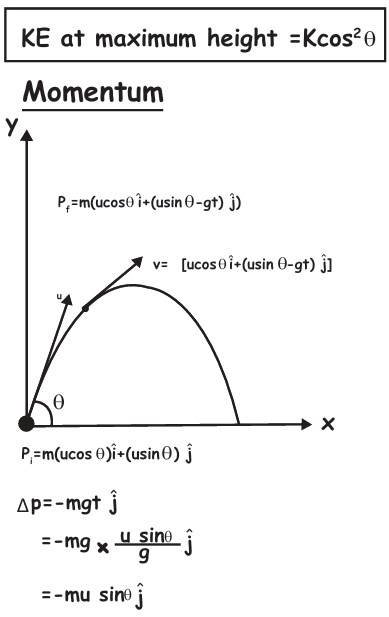 KE at maximum height =Kcos²θ
Momentum
y
P_f=m(ucosθ î+(usinθ-gt) ĵ)
v= [ucosθ î+(usin θ-gt) ĵ]
u
θ
x
P_i=m(ucos θ)î+(usinθ) ĵ
Δp=-mgt ĵ
=-mg × u sinθ/g ĵ
=-mu sinθ ĵ